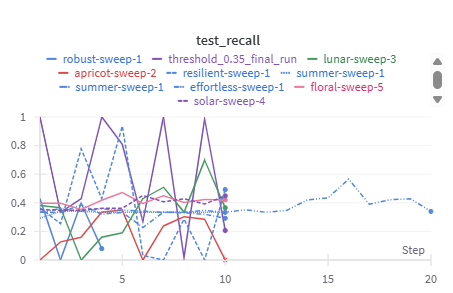 test_recall
robust-sweep-1 threshold_0.35_final_run lunar-sweep-3
apricot-sweep-2 resilient-sweep-1 summer-sweep-1
summer-sweep-1 effortless-sweep-1 floral-sweep-5
solar-sweep-4
1
0.8
0.6
0.4
0.2
0
Step
5 10 15 20